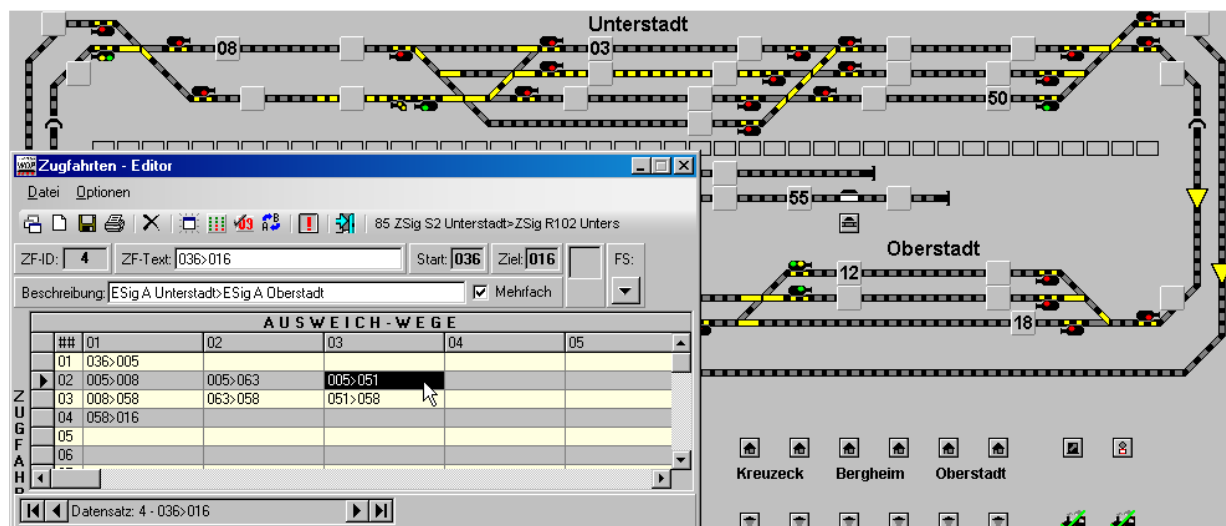 Unterstadt
08
03
50
Zugfahrten - Editor
Datei Optionen
85 ZSig S2 Unterstadt>ZSig R102 Unters
ZF-ID: 4 ZF-Text: 036>016 Start: 036 Ziel: 016 FS:
Beschreibung: ESig A Unterstadt>ESig A Oberstadt Mehrfach
AUSWEICH-WEGE
## 01 02 03 04 05
01 036>005
02 005>008 005>063 005>051
03 008>058 063>058 051>058
04 058>016
05
06
ZUGFAH
Datensatz: 4 - 036>016
55
Oberstadt
12
18
Kreuzeck Bergheim Oberstadt